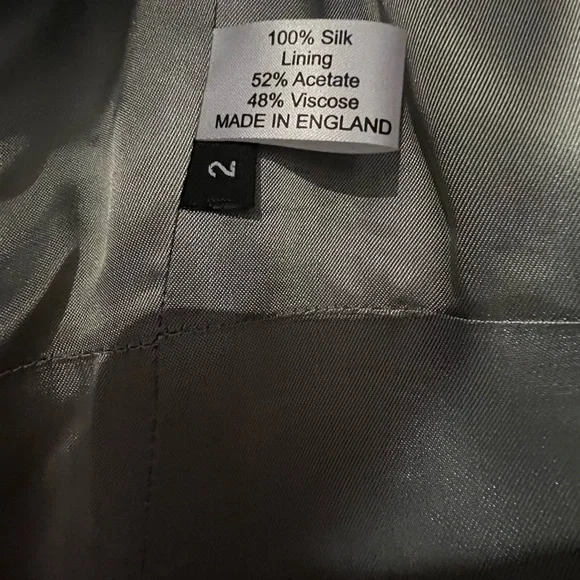 100% Silk
Lining
52% Acetate
48% Viscose
MADE IN ENGLAND
2